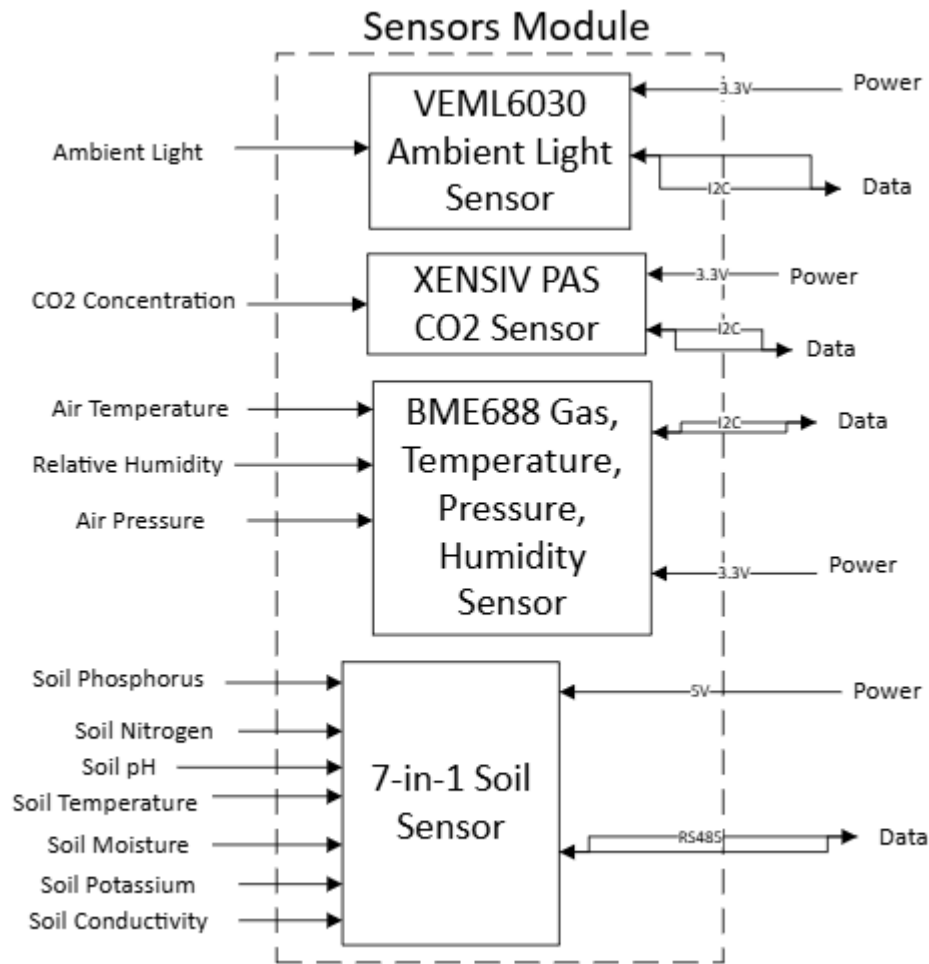 Sensors Module
VEML6030
Ambient Light
Sensor
Ambient Light
3.3V
Power
I2C
Data
XENSIV PAS
CO2 Sensor
CO2 Concentration
3.3V
Power
I2C
Data
BME688 Gas,
Temperature,
Pressure,
Humidity
Sensor
Air Temperature
Relative Humidity
Air Pressure
I2C
Data
3.3V
Power
7-in-1 Soil
Sensor
Soil Phosphorus
Soil Nitrogen
Soil pH
Soil Temperature
Soil Moisture
Soil Potassium
Soil Conductivity
5V
Power
RS485
Data